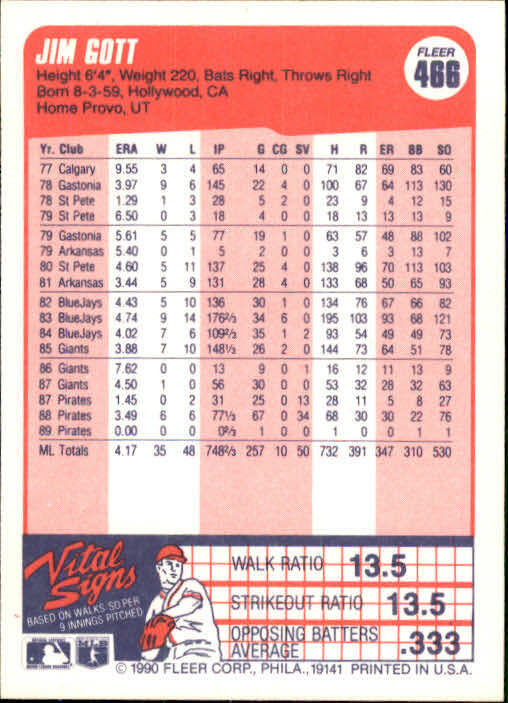 JIM GOTT
FLEER
466
Height 6'4", Weight 220, Bats Right, Throws Right
Born 8-3-59, Hollywood, CA
Home Provo, UT
Yr. Club ERA W L IP G CG SV H R ER BB SO
77 Calgary 9.55 3 4 65 14 0 0 71 82 69 83 60
78 Gastonia 3.97 9 6 145 22 4 0 100 67 64 113 130
78 St Pete 1.29 1 3 28 5 2 0 23 9 4 12 15
79 St Pete 6.50 0 3 18 4 0 0 18 13 13 13 9
79 Gastonia 5.61 5 5 77 19 1 0 63 57 48 88 102
79 Arkansas 5.40 0 1 5 2 0 0 3 6 3 13 7
80 St Pete 4.60 5 11 137 25 4 0 138 96 70 113 103
81 Arkansas 3.44 5 9 131 28 4 0 133 68 50 65 93
82 BlueJays 4.43 5 10 136 30 1 0 134 76 67 66 82
83 BlueJays 4.74 9 14 176⅔ 34 6 0 195 103 93 68 121
84 BlueJays 4.02 7 6 109⅔ 35 1 2 93 54 49 49 73
85 Giants 3.88 7 10 148⅓ 26 2 0 144 73 64 51 78
86 Giants 7.62 0 0 13 9 0 1 16 12 11 13 9
87 Giants 4.50 1 0 56 30 0 0 53 32 28 32 63
87 Pirates 1.45 0 2 31 25 0 13 28 11 5 8 27
88 Pirates 3.49 6 6 77⅓ 67 0 34 68 30 30 22 76
89 Pirates 0.00 0 0 0⅔ 1 0 0 1 0 0 1 1
ML Totals 4.17 35 48 748⅔ 257 10 50 732 391 347 310 530
Vital Signs
BASED ON WALKS, SO PER
9 INNINGS PITCHED
WALK RATIO 13.5
STRIKEOUT RATIO 13.5
OPPOSING BATTERS
AVERAGE .333
© 1990 FLEER CORP., PHILA., 19141 PRINTED IN U.S.A.